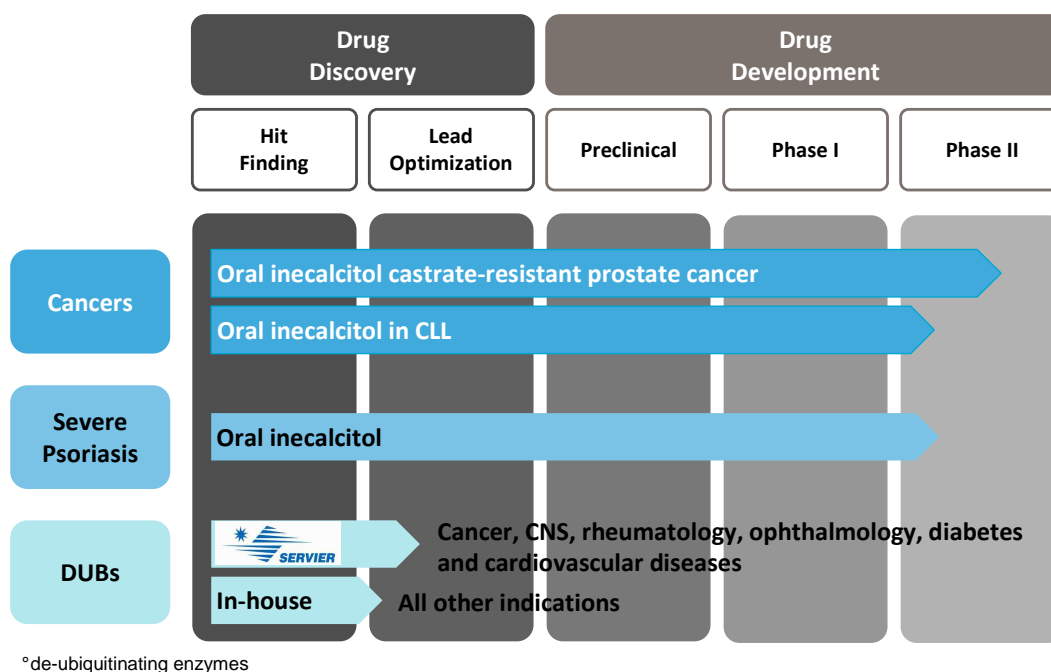 Drug
Discovery
Drug
Development
Hit
Finding
Lead
Optimization
Preclinical
Phase I
Phase II
Cancers
Oral inecalcitol castrate-resistant prostate cancer
Oral inecalcitol in CLL
Severe
Psoriasis
Oral inecalcitol
DUBs
SERVIER
Cancer, CNS, rheumatology, ophthalmology, diabetes
and cardiovascular diseases
In-house
All other indications
°de-ubiquitinating enzymes